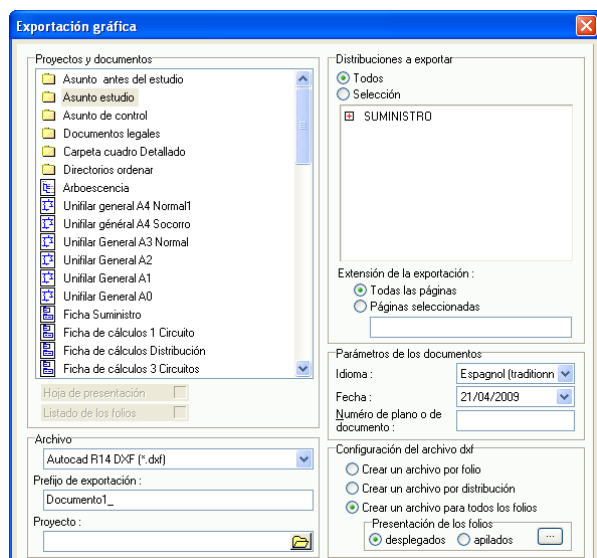 Exportación gráfica
Proyectos y documentos
Asunto antes del estudio
Asunto estudio
Asunto de control
Documentos legales
Carpeta cuadro Detallado
Directorios ordenar
Arboescencia
Unifilar general A4 Normal1
Unifilar général A4 Socorro
Unifilar General A3 Normal
Unifilar General A2
Unifilar General A1
Unifilar General A0
Ficha Suministro
Ficha de cálculos 1 Circuito
Ficha de cálculos Distribución
Ficha de cálculos 3 Circuitos
Hoja de presentación
Listado de los folios
Archivo
Autocad R14 DXF (*.dxf)
Prefijo de exportación :
Documento1_
Proyecto :
Distribuciones a exportar
Todos
Selección
SUMINISTRO
Extensión de la exportación :
Todas las páginas
Páginas seleccionadas
Parámetros de los documentos
Idioma : Espagnol (traditionn
Fecha : 21/04/2009
Numéro de plano o de
documento :
Configuración del archivo dxf
Crear un archivo por folio
Crear un archivo por distribución
Crear un archivo para todos los folios
Presentación de los folios
desplegados apilados ...